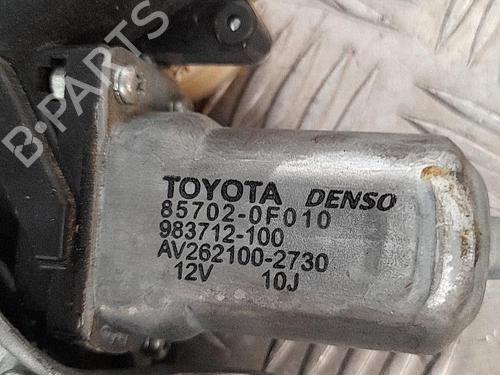 B-PARTS
TOYOTA DENSO
85702-0F010
983712-100
AV262100-2730
12V 10J